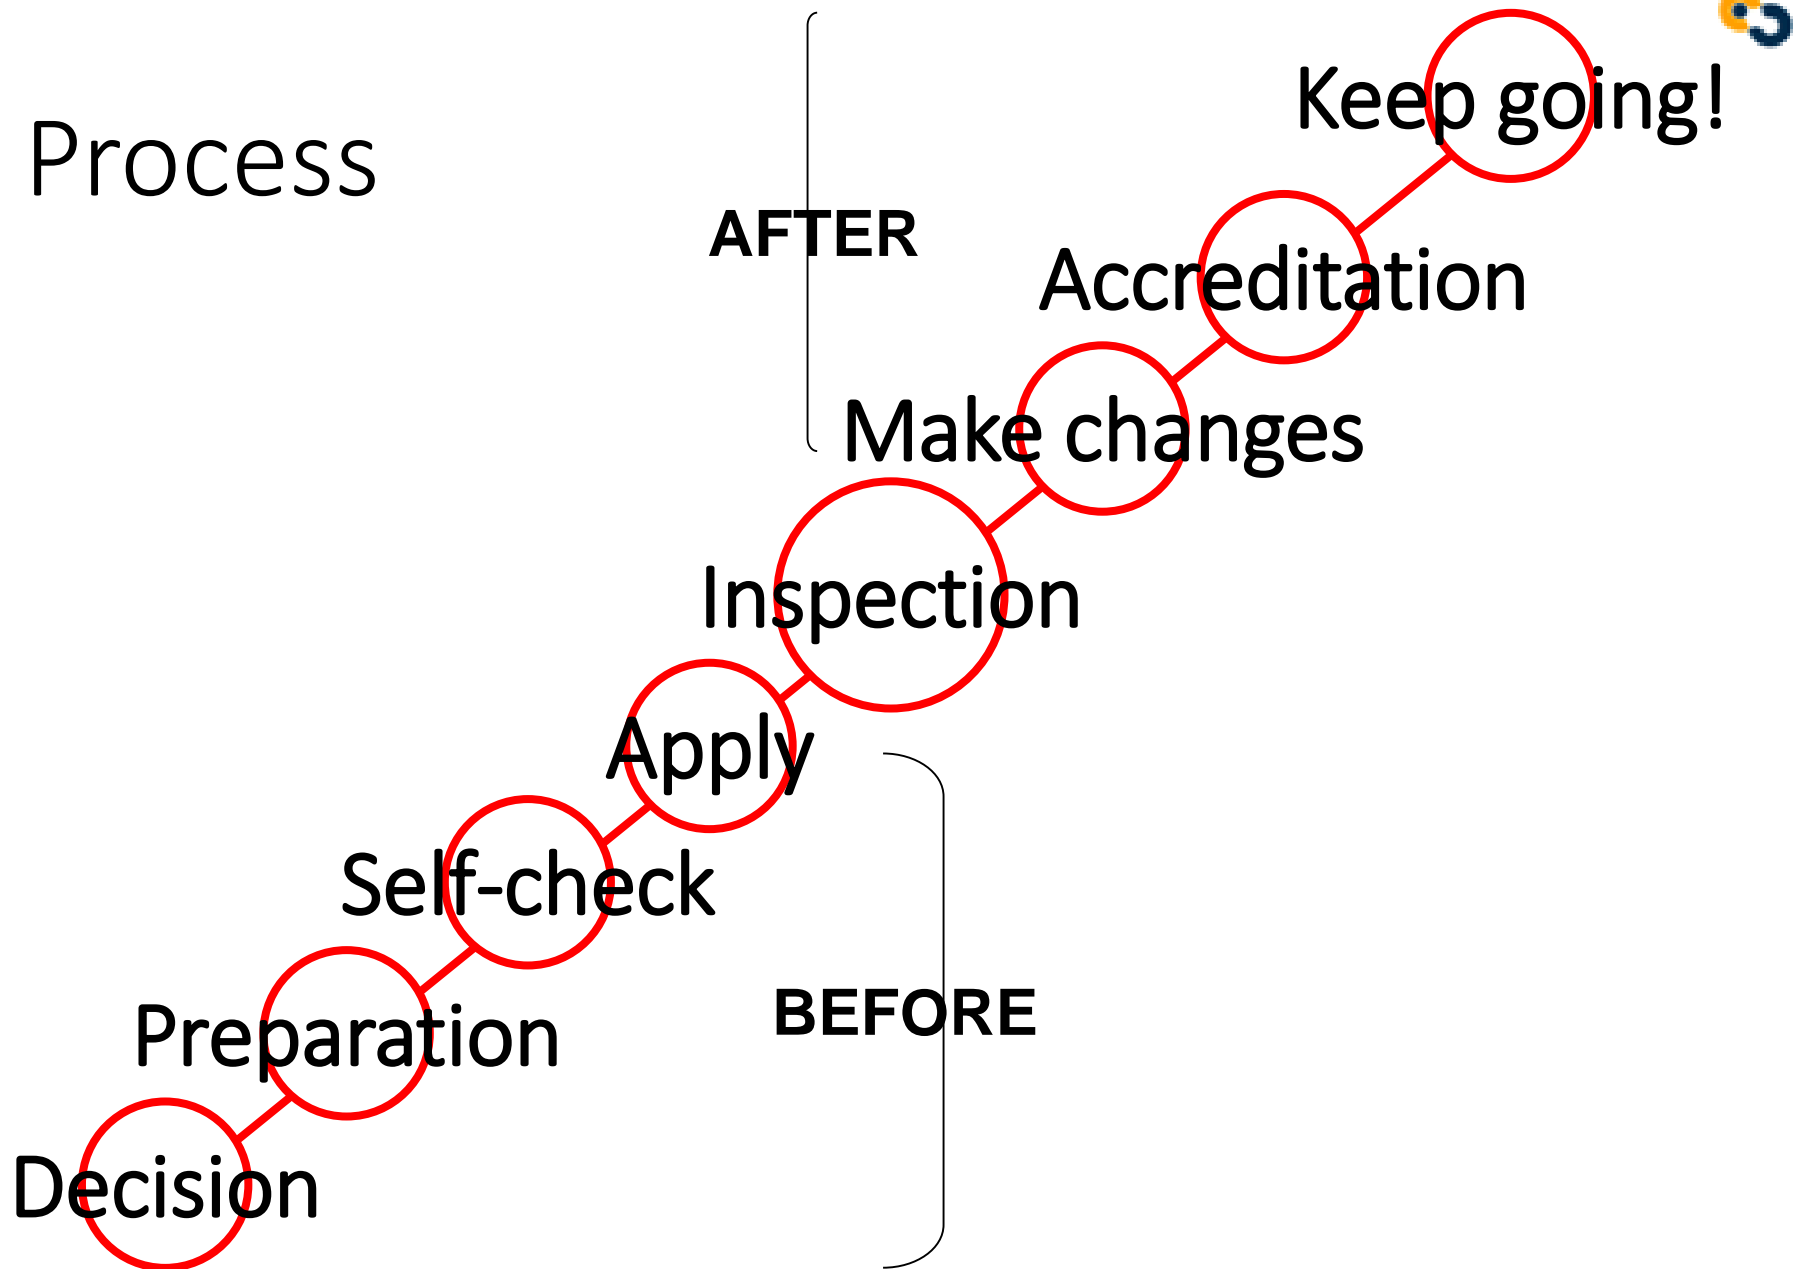 Process
Keep going!
AFTER
Accreditation
Make changes
Inspection
Apply
Self-check
BEFORE
Preparation
Decision